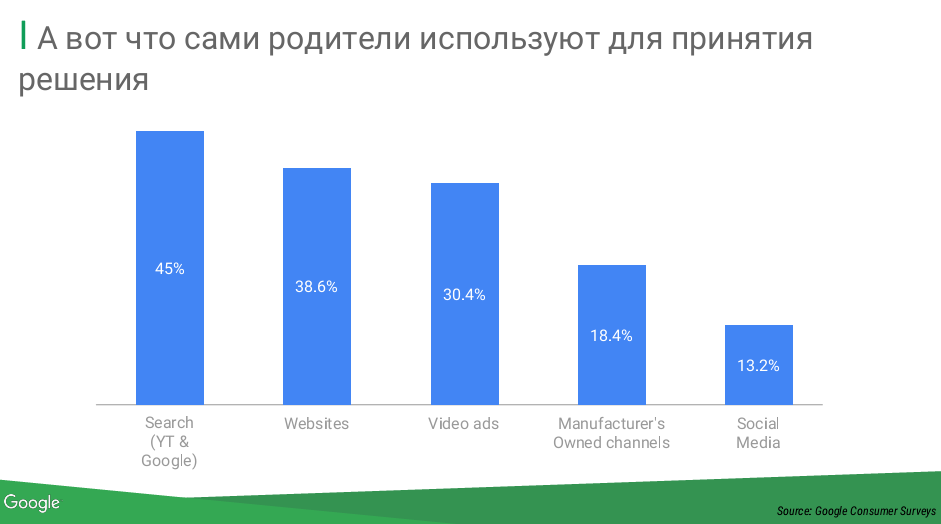 А вот что сами родители используют для принятия
решения
45%
38.6%
30.4%
18.4%
13.2%
Search
(YT &
Google)
Websites
Video ads
Manufacturer's
Owned channels
Social
Media
Google
Source: Google Consumer Surveys